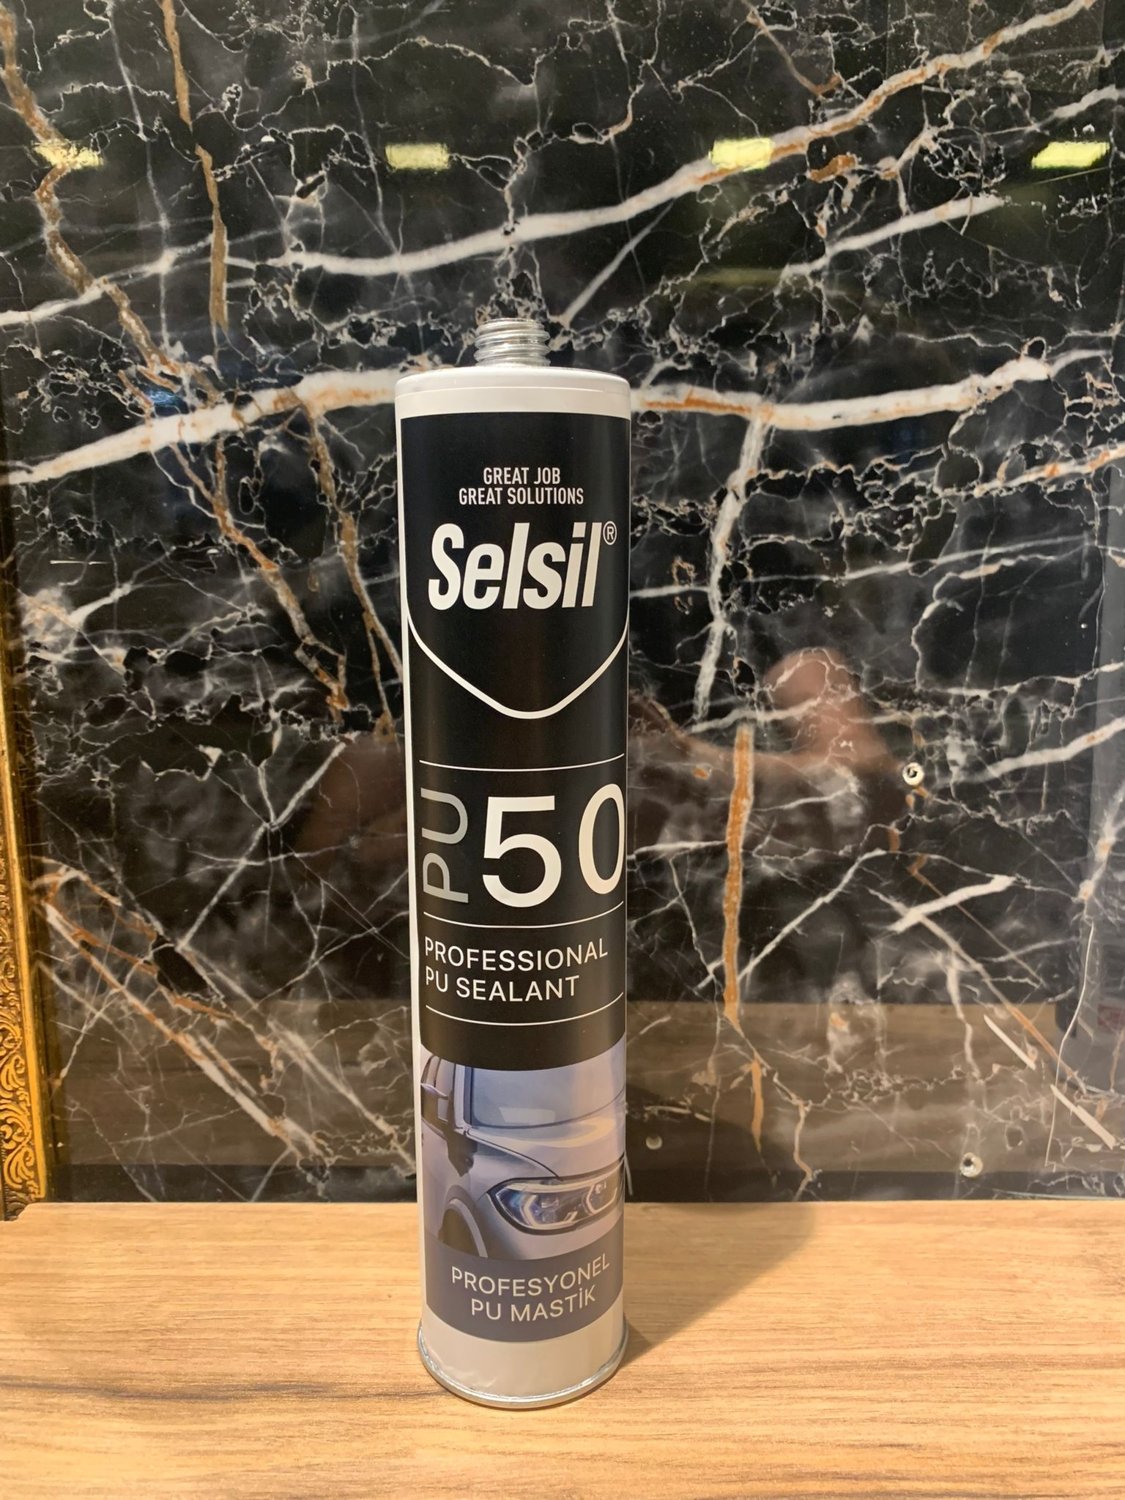 GREAT JOB
GREAT SOLUTIONS
Selsil®
PU 50
PROFESSIONAL
PU SEALANT
PROFESYONEL
PU MASTİK